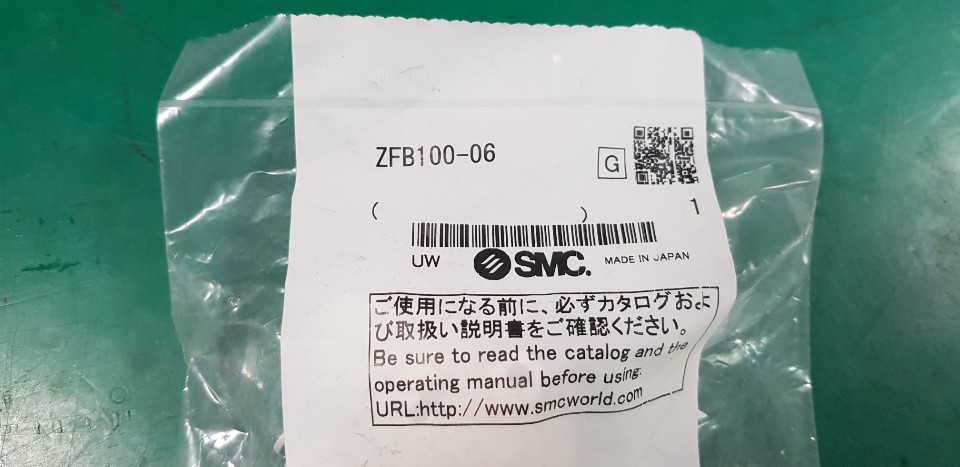 ZFB100-06
G
( )
1
UW
SMC.
MADE IN JAPAN
ご使用になる前に、必ずカタログおよ
び取扱い説明書をご確認ください。
Be sure to read the catalog and the
operating manual before using.
URL:http://www.smcworld.com